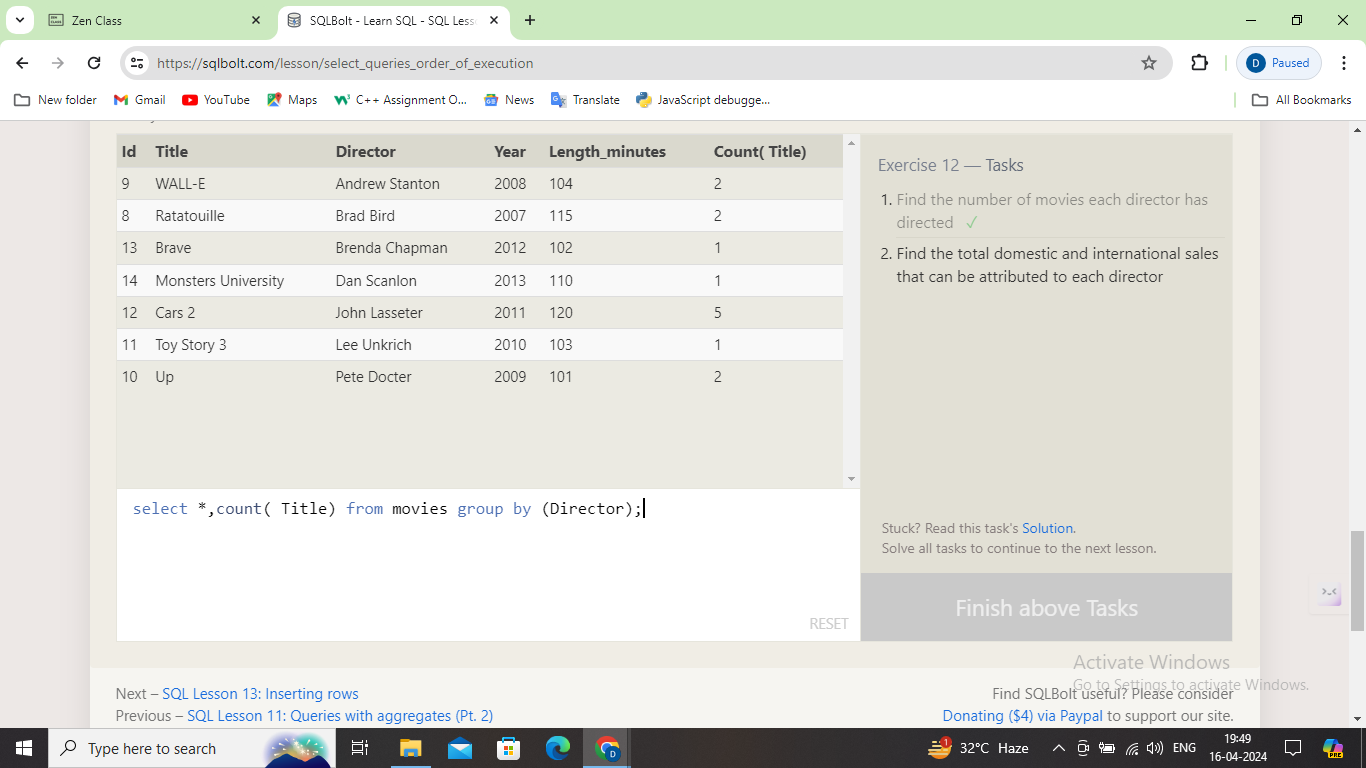 Zen Class
SQLBolt - Learn SQL - SQL Less
https://sqlbolt.com/lesson/select_queries_order_of_execution
D Paused
New folder Gmail YouTube Maps C++ Assignment O... News Translate JavaScript debugge... All Bookmarks
Id Title Director Year Length_minutes Count( Title)
9 WALL-E Andrew Stanton 2008 104 2
8 Ratatouille Brad Bird 2007 115 2
13 Brave Brenda Chapman 2012 102 1
14 Monsters University Dan Scanlon 2013 110 1
12 Cars 2 John Lasseter 2011 120 5
11 Toy Story 3 Lee Unkrich 2010 103 1
10 Up Pete Docter 2009 101 2
select *,count( Title) from movies group by (Director);
RESET
Exercise 12 — Tasks
1. Find the number of movies each director has
directed ✓
2. Find the total domestic and international sales
that can be attributed to each director
Stuck? Read this task's Solution.
Solve all tasks to continue to the next lesson.
Finish above Tasks
Activate Windows
Go to Settings to activate Windows.
Next – SQL Lesson 13: Inserting rows
Previous – SQL Lesson 11: Queries with aggregates (Pt. 2)
Find SQLBolt useful? Please consider
Donating ($4) via Paypal to support our site.
Type here to search
1
D
32°C Haze
ENG
19:49
16-04-2024
PRE